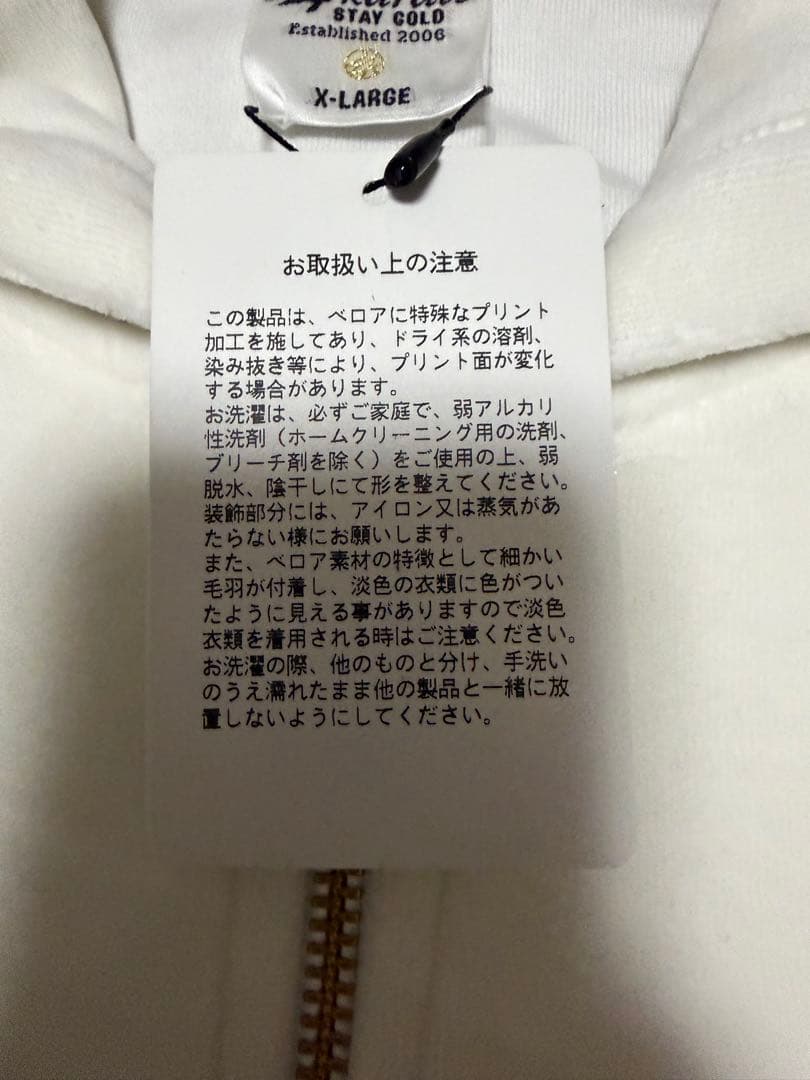 STAY GOLD
Established 2006
X-LARGE
お取扱い上の注意
この製品は、ベロアに特殊なプリント
加工を施してあり、ドライ系の溶剤、
染み抜き等により、プリント面が変化
する場合があります。
お洗濯は、必ずご家庭で、弱アルカリ
性洗剤（ホームクリーニング用の洗剤、
ブリーチ剤を除く）をご使用の上、弱
脱水、陰干しにて形を整えてください。
装飾部分には、アイロン又は蒸気があ
たらない様にお願いします。
また、ベロア素材の特徴として細かい
毛羽が付着し、淡色の衣類に色がつい
たように見える事がありますので淡色
衣類を着用される時はご注意ください。
お洗濯の際、他のものと分け、手洗い
のうえ濡れたまま他の製品と一緒に放
置しないようにしてください。